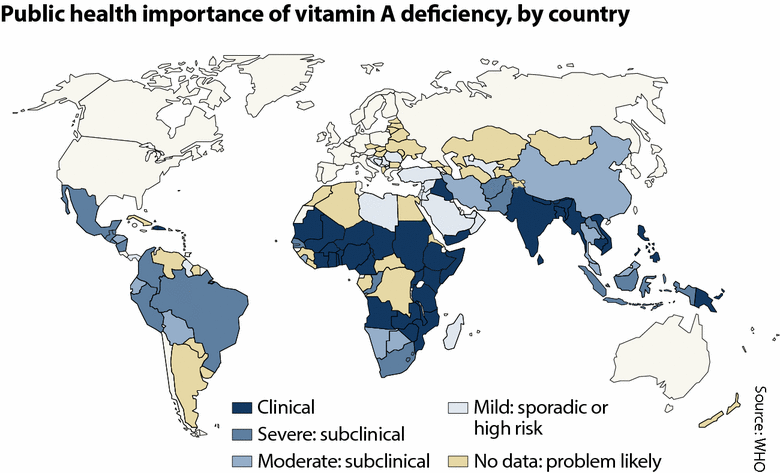 Public health importance of vitamin A deficiency, by country
Clinical
Severe: subclinical
Moderate: subclinical
Mild: sporadic or
high risk
No data: problem likely
Source: WHO